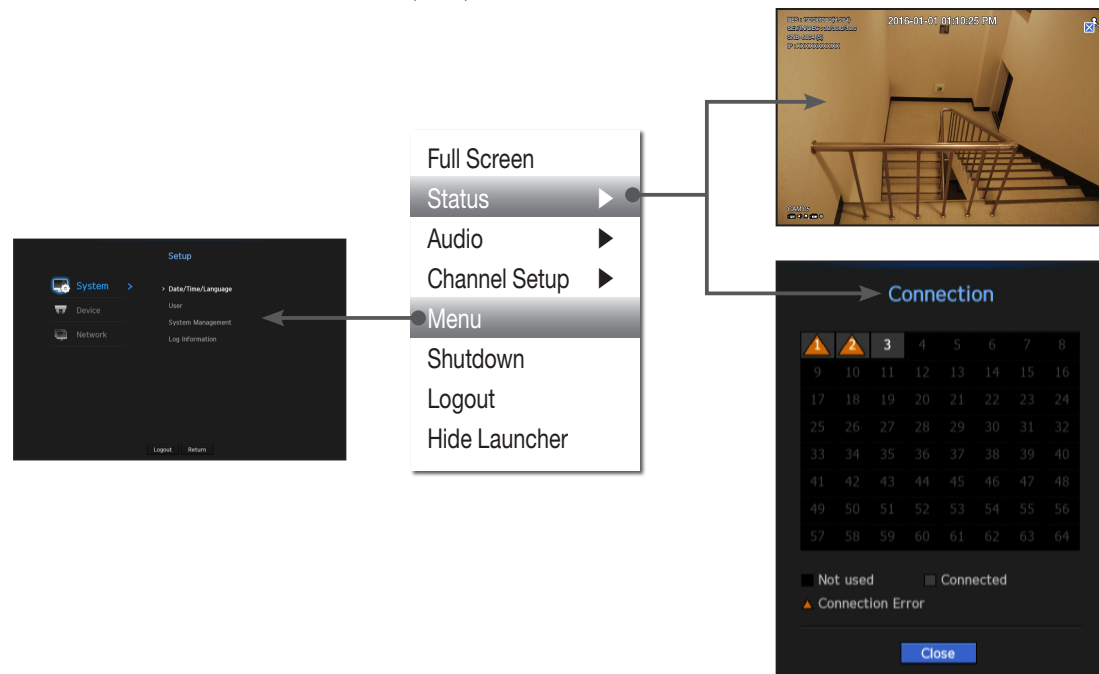 2016-01-01 01:10:25 PM
CAM 05
Full Screen
Status
Audio
Channel Setup
Menu
Shutdown
Logout
Hide Launcher
Setup
System >
Device
Network
> Date/Time/Language
User
System Management
Log Information
Logout Return
Connection
1 2 3 4 5 6 7 8
9 10 11 12 13 14 15 16
17 18 19 20 21 22 23 24
25 26 27 28 29 30 31 32
33 34 35 36 37 38 39 40
41 42 43 44 45 46 47 48
49 50 51 52 53 54 55 56
57 58 59 60 61 62 63 64
Not used Connected
Connection Error
Close